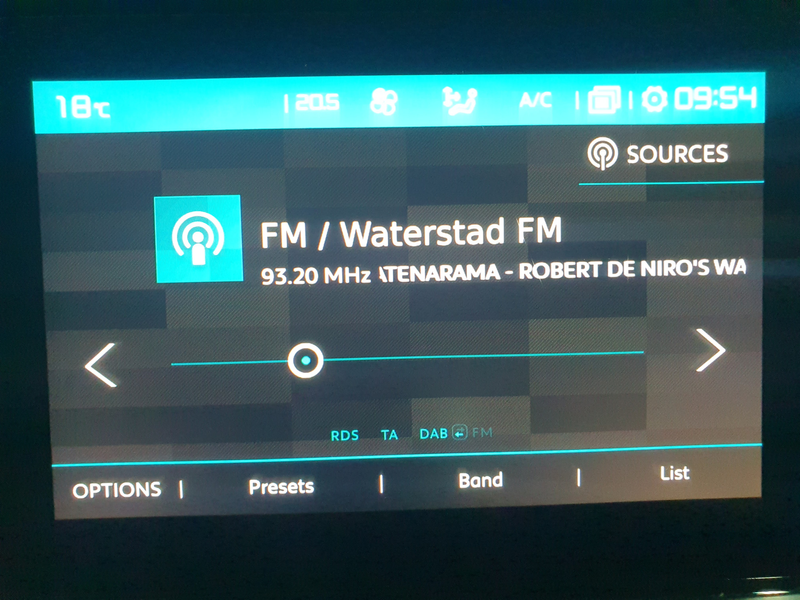 18°C | 20.5 A/C | | 09:54
SOURCES
FM / Waterstad FM
93.20 MHz ATENARAMA - ROBERT DE NIRO'S WA
RDS TA DAB FM
OPTIONS | Presets | Band | List